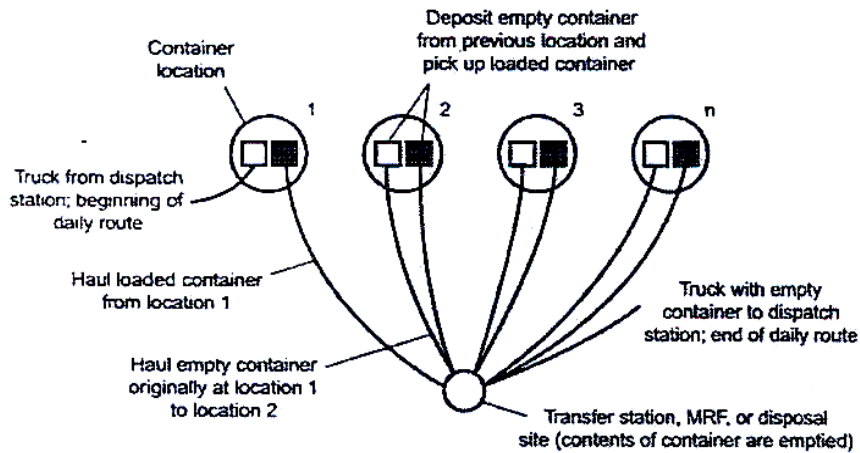 Deposit empty container
from previous location and
pick up loaded container
Container
location
1
2
3
n
Truck from dispatch
station; beginning of
daily route
Haul loaded container
from location 1
Truck with empty
container to dispatch
station; end of daily route
Haul empty container
originally at location 1
to location 2
Transfer station, MRF, or disposal
site (contents of container are emptied)